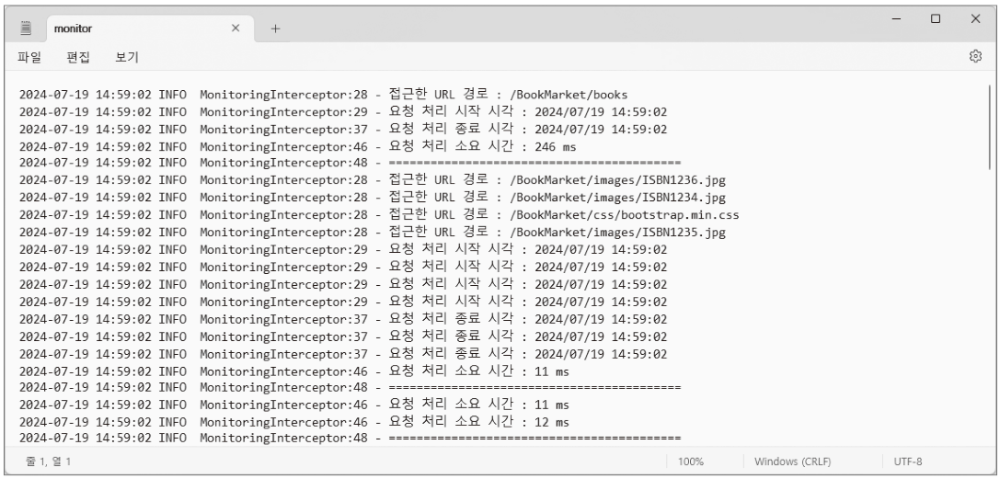 monitor
파일 편집 보기
2024-07-19 14:59:02 INFO  MonitoringInterceptor:28 - 접근한 URL 경로 : /BookMarket/books
2024-07-19 14:59:02 INFO  MonitoringInterceptor:29 - 요청 처리 시작 시각 : 2024/07/19 14:59:02
2024-07-19 14:59:02 INFO  MonitoringInterceptor:37 - 요청 처리 종료 시각 : 2024/07/19 14:59:02
2024-07-19 14:59:02 INFO  MonitoringInterceptor:46 - 요청 처리 소요 시간 : 246 ms
2024-07-19 14:59:02 INFO  MonitoringInterceptor:48 - ===========================================
2024-07-19 14:59:02 INFO  MonitoringInterceptor:28 - 접근한 URL 경로 : /BookMarket/images/ISBN1236.jpg
2024-07-19 14:59:02 INFO  MonitoringInterceptor:28 - 접근한 URL 경로 : /BookMarket/images/ISBN1234.jpg
2024-07-19 14:59:02 INFO  MonitoringInterceptor:28 - 접근한 URL 경로 : /BookMarket/css/bootstrap.min.css
2024-07-19 14:59:02 INFO  MonitoringInterceptor:28 - 접근한 URL 경로 : /BookMarket/images/ISBN1235.jpg
2024-07-19 14:59:02 INFO  MonitoringInterceptor:29 - 요청 처리 시작 시각 : 2024/07/19 14:59:02
2024-07-19 14:59:02 INFO  MonitoringInterceptor:29 - 요청 처리 시작 시각 : 2024/07/19 14:59:02
2024-07-19 14:59:02 INFO  MonitoringInterceptor:29 - 요청 처리 시작 시각 : 2024/07/19 14:59:02
2024-07-19 14:59:02 INFO  MonitoringInterceptor:29 - 요청 처리 시작 시각 : 2024/07/19 14:59:02
2024-07-19 14:59:02 INFO  MonitoringInterceptor:37 - 요청 처리 종료 시각 : 2024/07/19 14:59:02
2024-07-19 14:59:02 INFO  MonitoringInterceptor:37 - 요청 처리 종료 시각 : 2024/07/19 14:59:02
2024-07-19 14:59:02 INFO  MonitoringInterceptor:37 - 요청 처리 종료 시각 : 2024/07/19 14:59:02
2024-07-19 14:59:02 INFO  MonitoringInterceptor:46 - 요청 처리 소요 시간 : 11 ms
2024-07-19 14:59:02 INFO  MonitoringInterceptor:48 - ===========================================
2024-07-19 14:59:02 INFO  MonitoringInterceptor:46 - 요청 처리 소요 시간 : 11 ms
2024-07-19 14:59:02 INFO  MonitoringInterceptor:46 - 요청 처리 소요 시간 : 12 ms
2024-07-19 14:59:02 INFO  MonitoringInterceptor:48 - ===========================================
줄 1, 열 1 100% Windows (CRLF) UTF-8